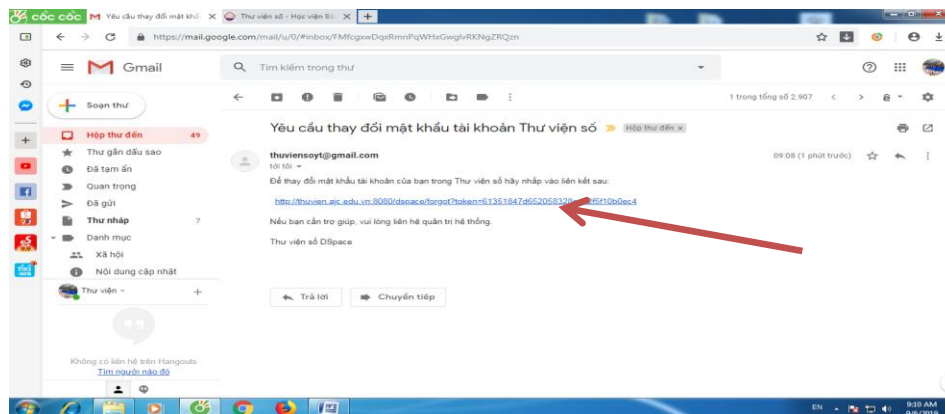 cốc cốc
Yêu cầu thay đổi mật khẩ
Thư viện số - Học viện Bá
https://mail.google.com/mail/u/0/#inbox/FMfcgxwDqxRmnPqWHxGwglvRKNgZRQzn
Gmail
Tìm kiếm trong thư
Soạn thư
1 trong tổng số 2.907
Hộp thư đến 49
Thư gắn dấu sao
Đã tạm ẩn
Quan trọng
Đã gửi
Thư nháp 7
Danh mục
Xã hội
Nội dung cập nhật
Thư viện
Không có liên hệ trên Hangouts
Tìm người nào đó
Yêu cầu thay đổi mật khẩu tài khoản Thư viện số
Hộp thư đến x
thuviensoyt@gmail.com
09:08 (1 phút trước)
tới tôi
Để thay đổi mật khẩu tài khoản của bạn trong Thư viện số hãy nhấp vào liên kết sau:
Nếu bạn cần trợ giúp, vui lòng liên hệ quản trị hệ thống.
Thư viện số DSpace
Trả lời
Chuyển tiếp
EN
9:10 AM
9/6/2019